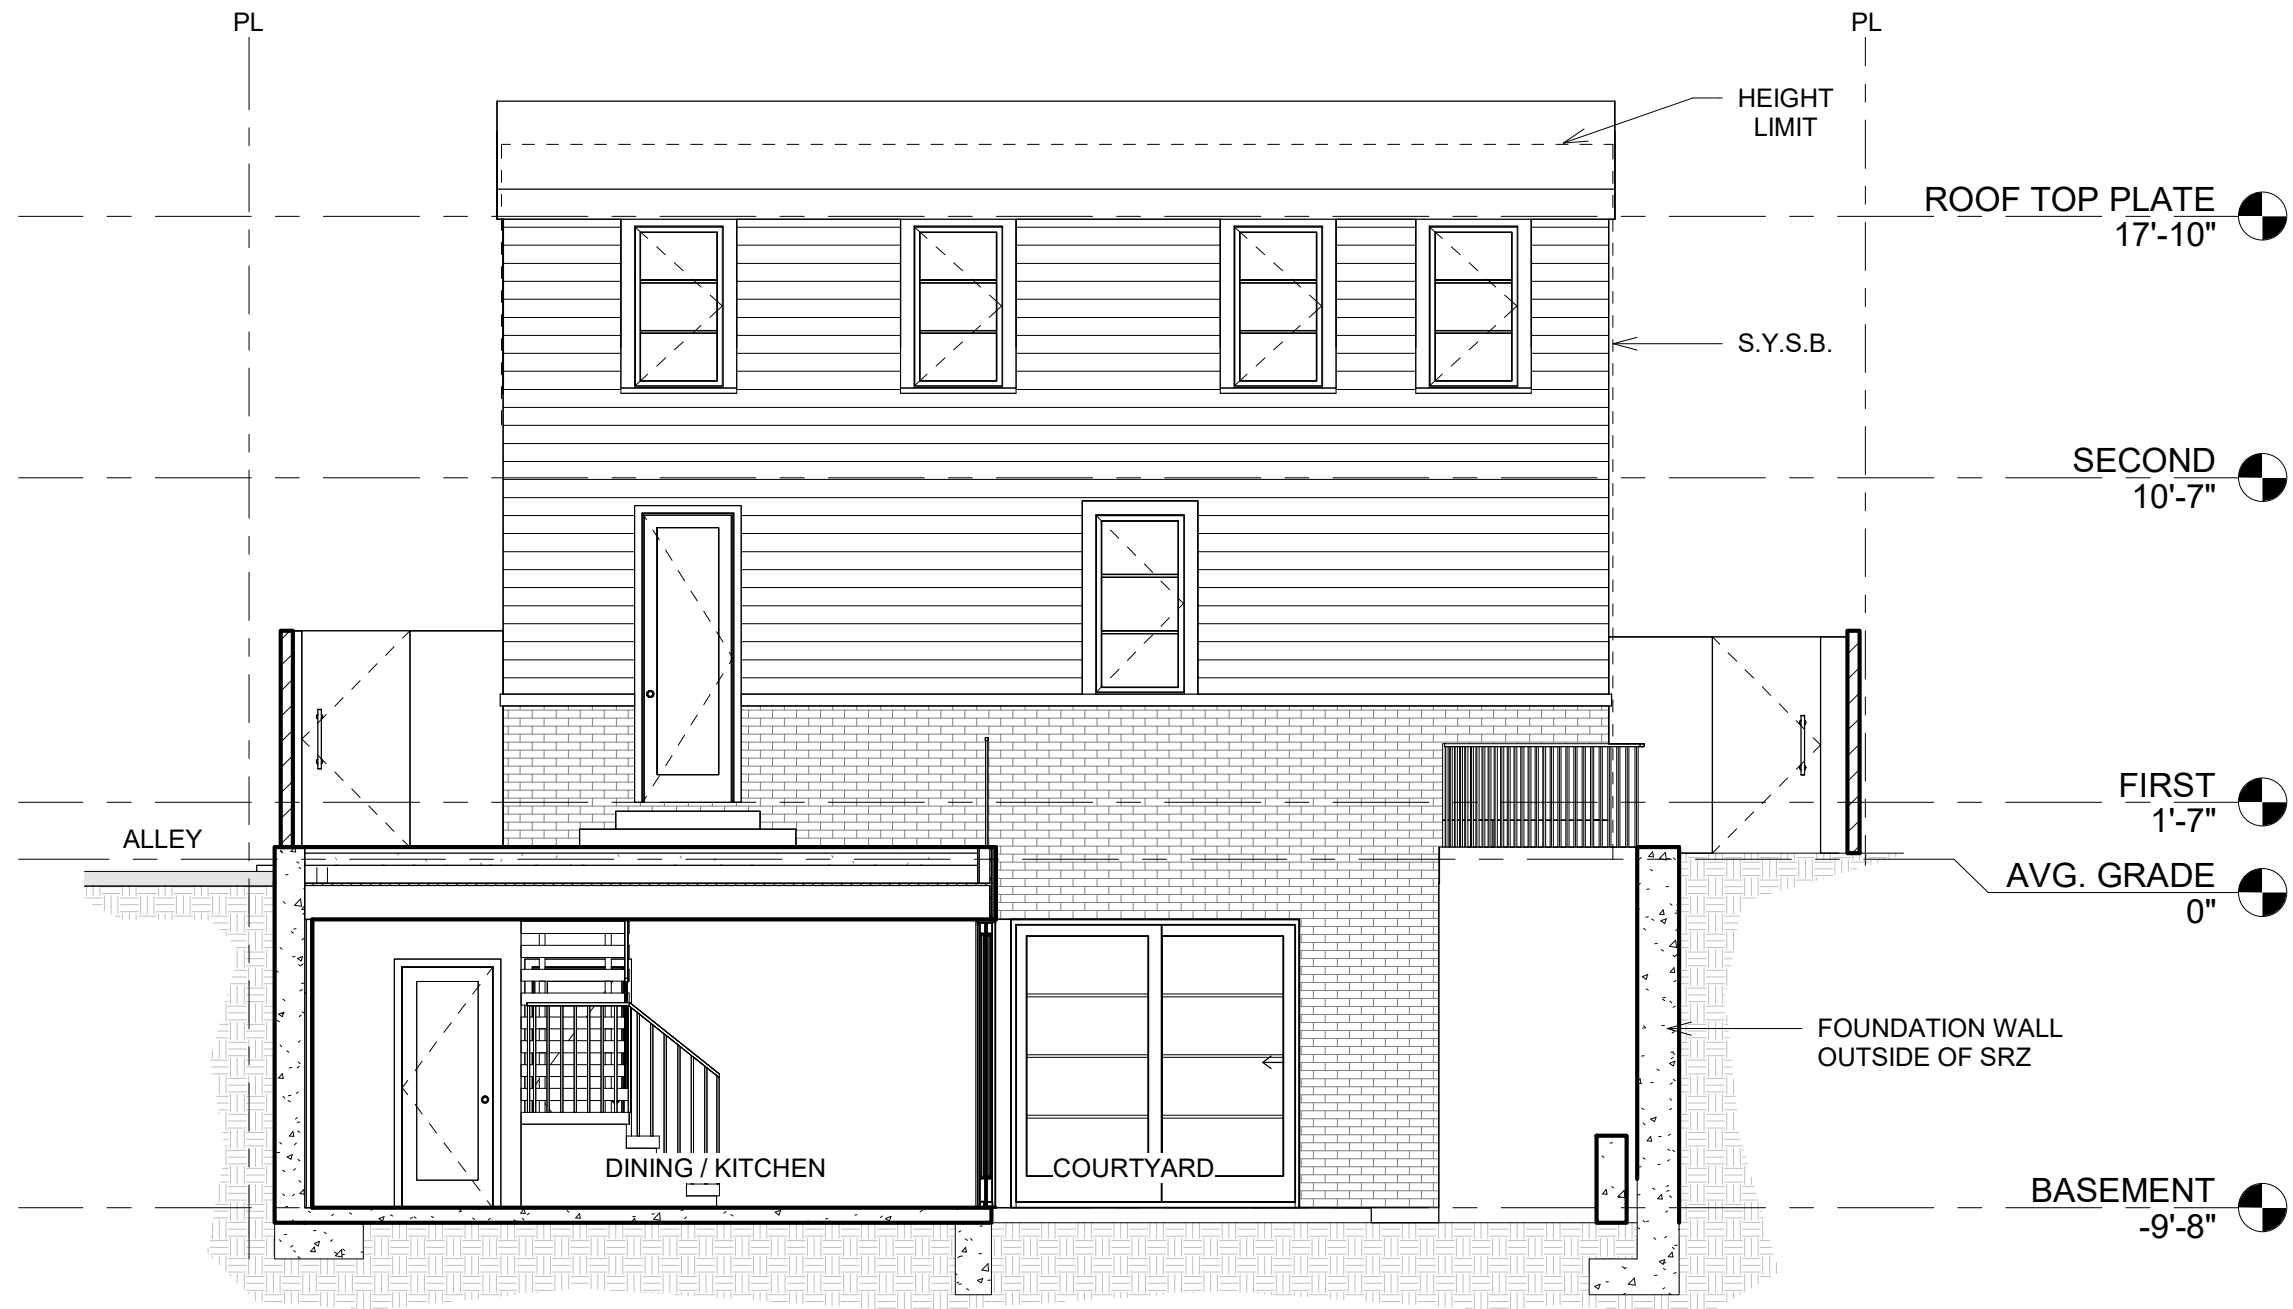 PL
PL
HEIGHT
LIMIT
ROOF TOP PLATE
17'-10"
S.Y.S.B.
SECOND
10'-7"
FIRST
1'-7"
ALLEY
AVG. GRADE
0"
FOUNDATION WALL
OUTSIDE OF SRZ
DINING / KITCHEN
COURTYARD
BASEMENT
-9'-8"